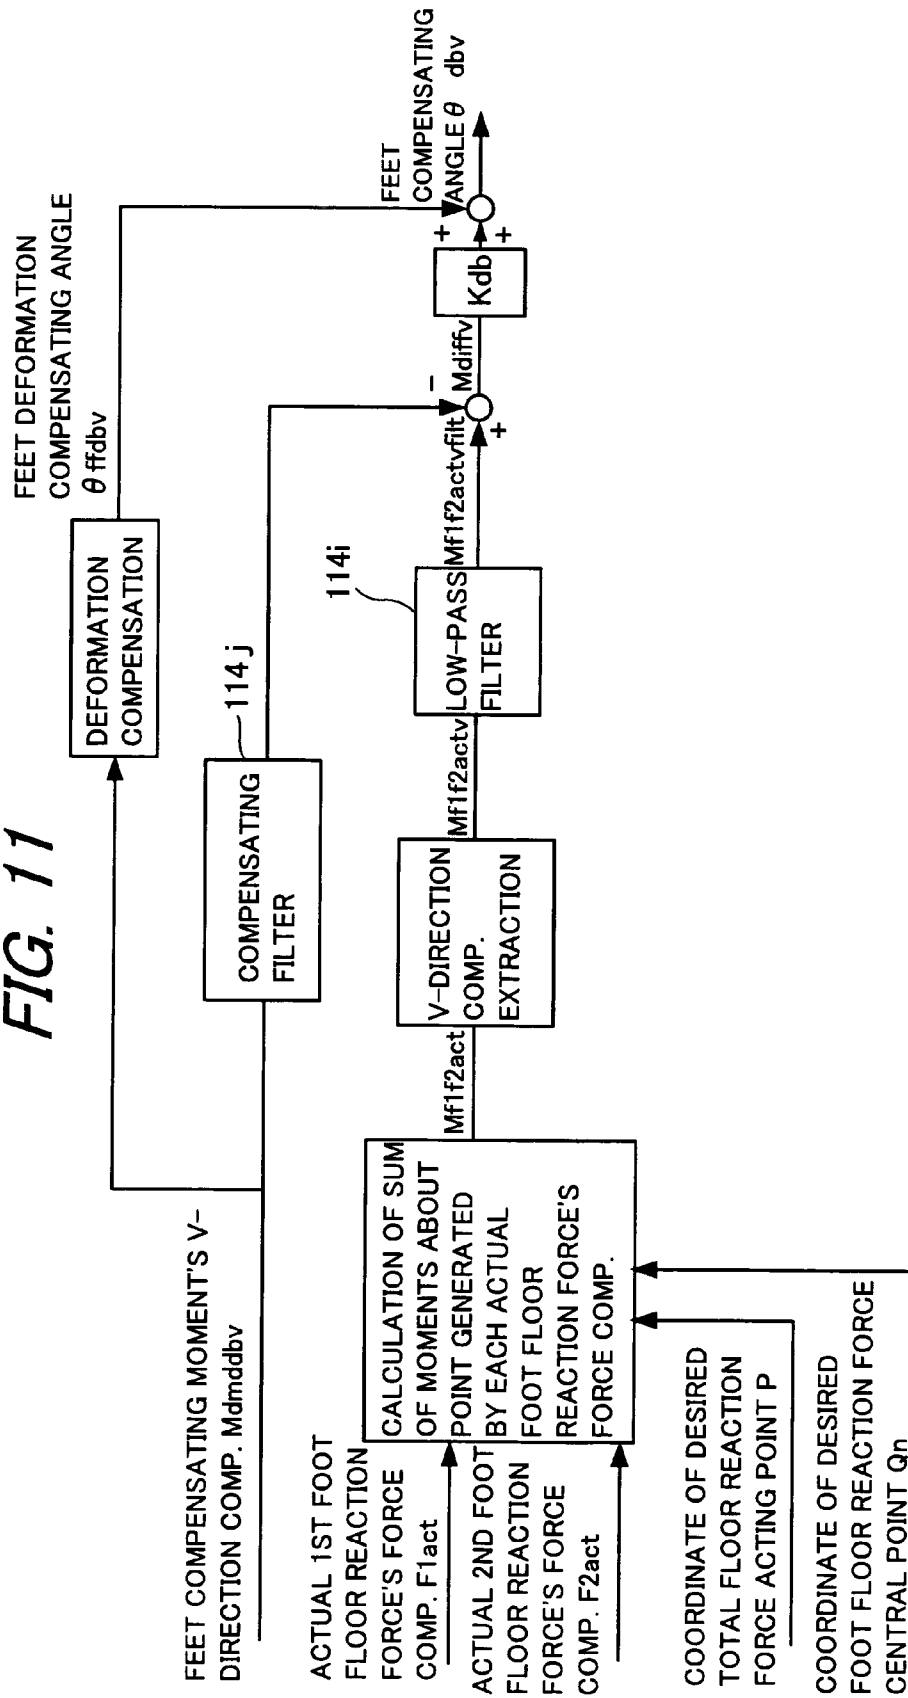 FIG. 11
FEET DEFORMATION
COMPENSATING ANGLE
θ ffdbv
DEFORMATION
COMPENSATION
FEET COMPENSATING MOMENT'S V-
DIRECTION COMP. Mdmddbv
COMPENSATING
FILTER
114 j
FEET
COMPENSATING
ANGLE θ dbv
ACTUAL 1ST FOOT
FLOOR REACTION
FORCE'S FORCE
COMP. F1act
ACTUAL 2ND FOOT
FLOOR REACTION
FORCE'S FORCE
COMP. F2act
CALCULATION OF SUM
OF MOMENTS ABOUT
POINT GENERATED
BY EACH ACTUAL
FOOT FLOOR
REACTION FORCE'S
FORCE COMP.
Mf1f2act
V-DIRECTION
COMP.
EXTRACTION
Mf1f2actv
114i
LOW-PASS
FILTER
Mf1f2actvfilt
-
+
Mdiffv
Kdb
+
+
COORDINATE OF DESIRED
TOTAL FLOOR REACTION
FORCE ACTING POINT P
COORDINATE OF DESIRED
FOOT FLOOR REACTION FORCE
CENTRAL POINT Qn